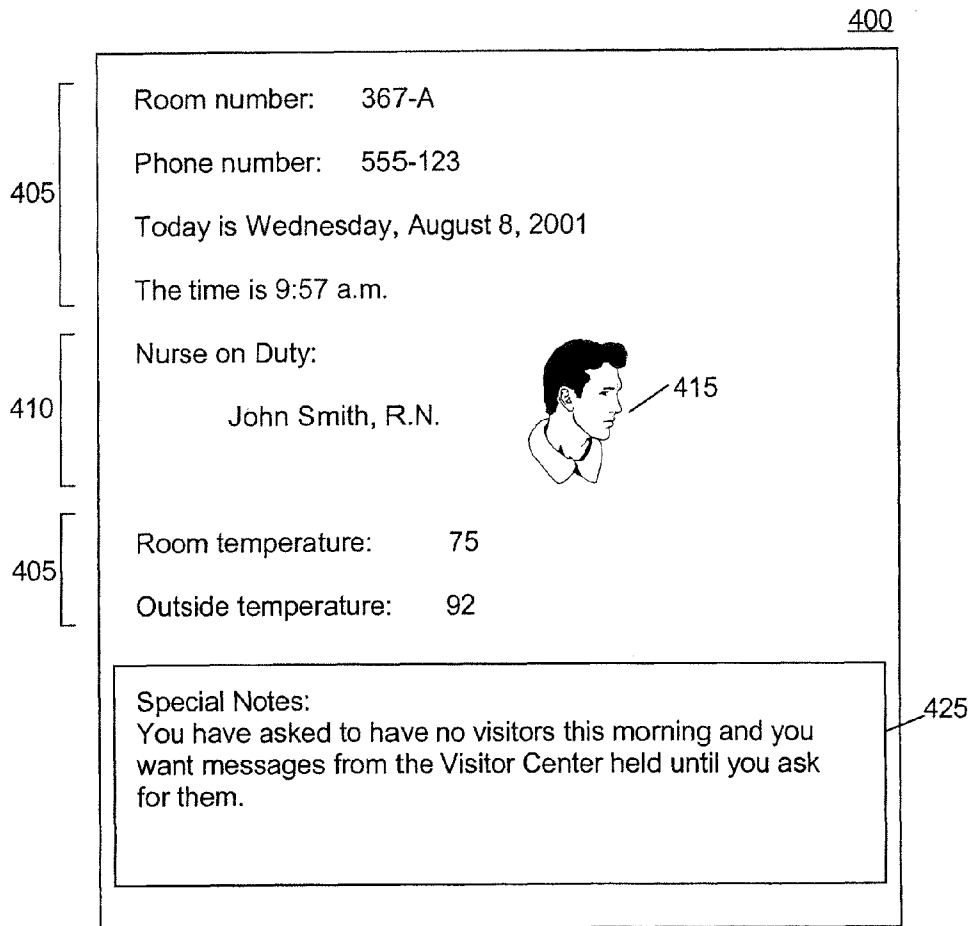 400
Room number: 367-A
Phone number: 555-123
405
Today is Wednesday, August 8, 2001
The time is 9:57 a.m.
Nurse on Duty:
415
410
John Smith, R.N.
Room temperature: 75
405
Outside temperature: 92
Special Notes:
425
You have asked to have no visitors this morning and you
want messages from the Visitor Center held until you ask
for them.